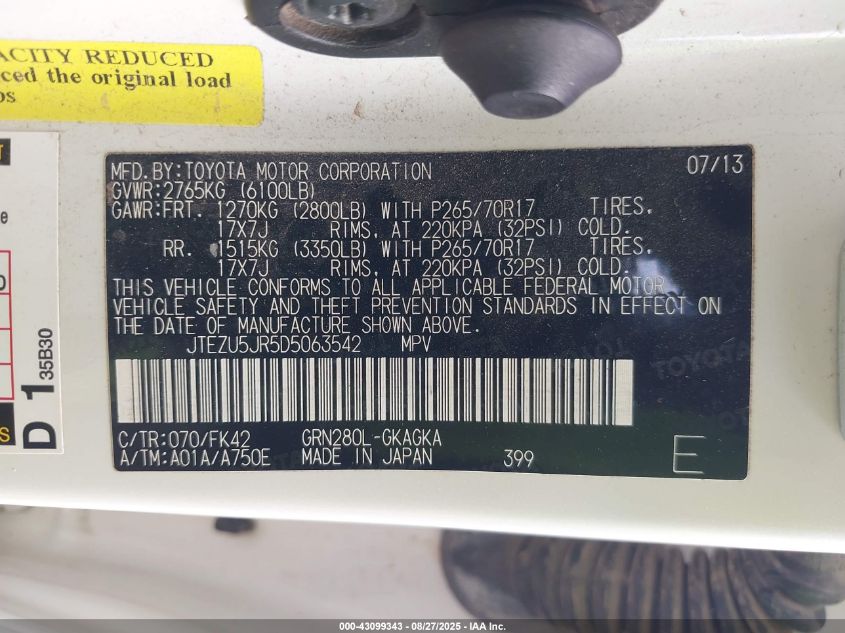 ACITY REDUCED
ced the original load
os
T
e
O
S
D 1 35B30
MFD.BY:TOYOTA MOTOR CORPORATION 07/13
GVWR:2765KG (6100LB)
GAWR:FRT. 1270KG (2800LB) WITH P265/70R17 TIRES,
17X7J RIMS, AT 220KPA (32PSI) COLD.
RR. 1515KG (3350LB) WITH P265/70R17 TIRES,
17X7J RIMS, AT 220KPA (32PSI) COLD.
THIS VEHICLE CONFORMS TO ALL APPLICABLE FEDERAL MOTOR
VEHICLE SAFETY AND THEFT PREVENTION STANDARDS IN EFFECT ON
THE DATE OF MANUFACTURE SHOWN ABOVE.
JTEZU5JR5D5063542 MPV
C/TR:070/FK42 GRN280L-GKAGKA
A/TM:A01A/A750E MADE IN JAPAN 399 E
000-43099343 - 08/27/2025 - IAA, Inc.